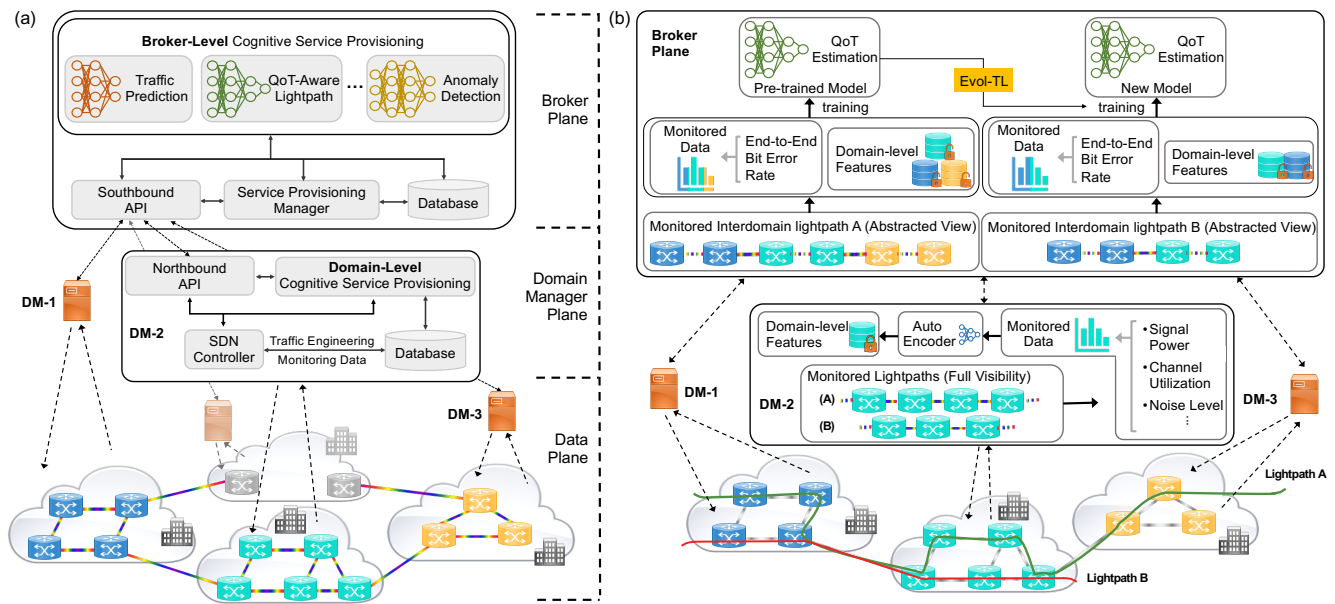 (a)
Broker-Level Cognitive Service Provisioning
Traffic
Prediction
QoT-Aware
Lightpath
...
Anomaly
Detection
Southbound
API
Service Provisioning
Manager
Database
Broker
Plane
Northbound
API
Domain-Level
Cognitive Service Provisioning
DM-1
DM-2
SDN
Controller
Traffic Engineering
Monitoring Data
Database
Domain
Manager
Plane
DM-3
Data
Plane
(b)
Broker
Plane
QoT
Estimation
Pre-trained Model
training
Evol-TL
QoT
Estimation
New Model
training
Monitored
Data
End-to-End
Bit Error
Rate
Domain-level
Features
Monitored
Data
End-to-End
Bit Error
Rate
Domain-level
Features
Monitored Interdomain lightpath A (Abstracted View)
Monitored Interdomain lightpath B (Abstracted View)
Domain-level
Features
Auto
Encoder
Monitored
Data
•Signal
Power
•Channel
Utilization
•Noise Level
...
Monitored Lightpaths (Full Visibility)
(A)
(B)
DM-1
DM-2
DM-3
Lightpath A
Lightpath B